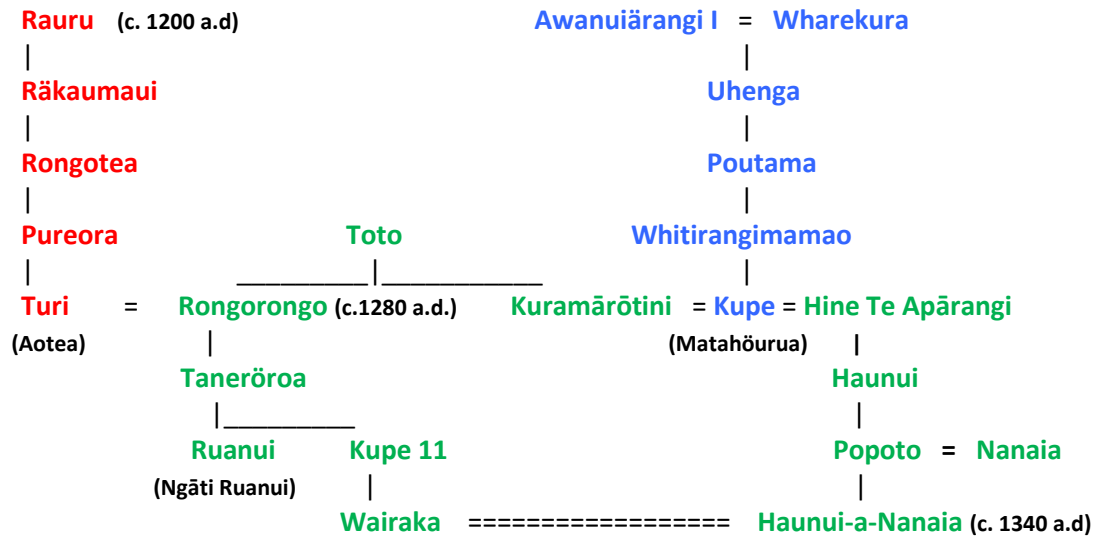 Rauru (c. 1200 a.d) Awanuiärangi I = Wharekura
Räkaumaui Uhenga
Rongotea Poutama
Pureora Toto Whitirangimamao
Turi = Rongorongo (c.1280 a.d.) Kuramārōtini = Kupe = Hine Te Apārangi
(Aotea) (Matahöurua)
Taneröroa Haunui
Ruanui Kupe 11 Popoto = Nanaia
(Ngāti Ruanui)
Wairaka ================== Haunui-a-Nanaia (c. 1340 a.d)